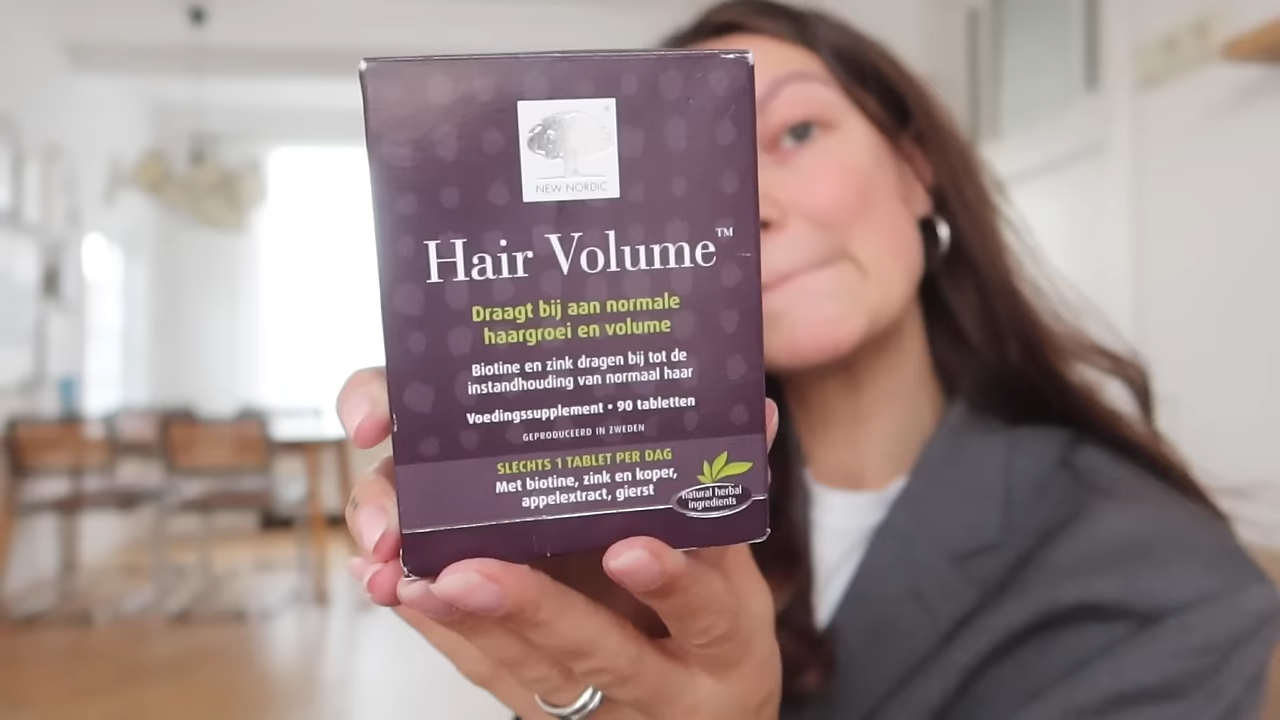 NEW NORDIC
Hair Volume™
Draagt bij aan normale
haargroei en volume
Biotine en zink dragen bij tot de
instandhouding van normaal haar
Voedingssupplement • 90 tabletten
GEPRODUCEERD IN ZWEDEN
SLECHTS 1 TABLET PER DAG
Met biotine, zink en koper,
appelextract, gierst
natural herbal
ingredients